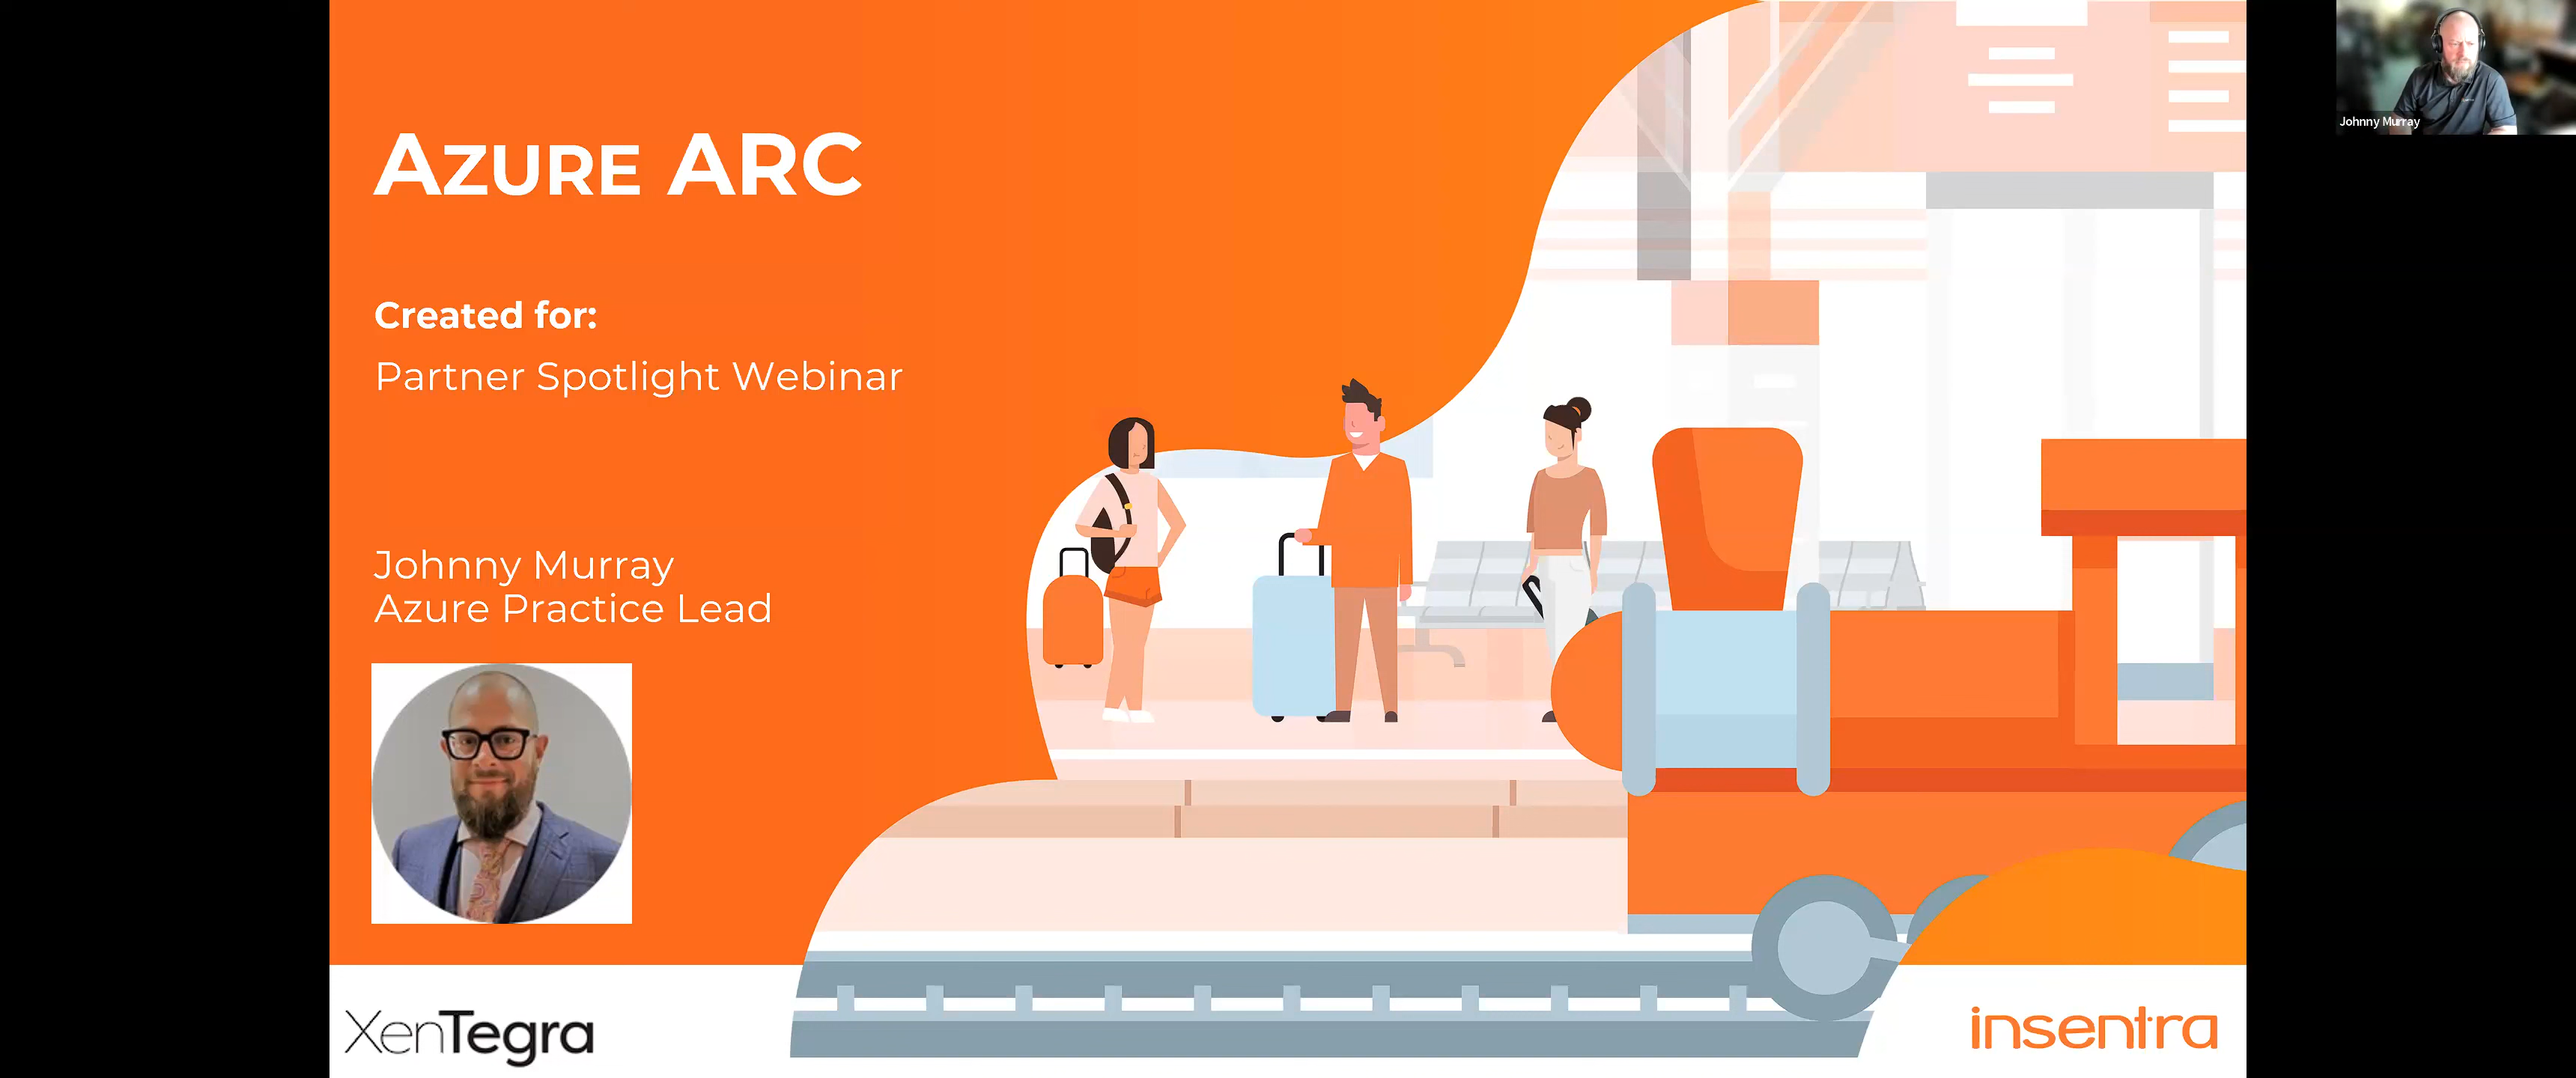 AZURE ARC
Created for:
Partner Spotlight Webinar
Johnny Murray
Azure Practice Lead
XenTegra
insentra
Johnny Murray